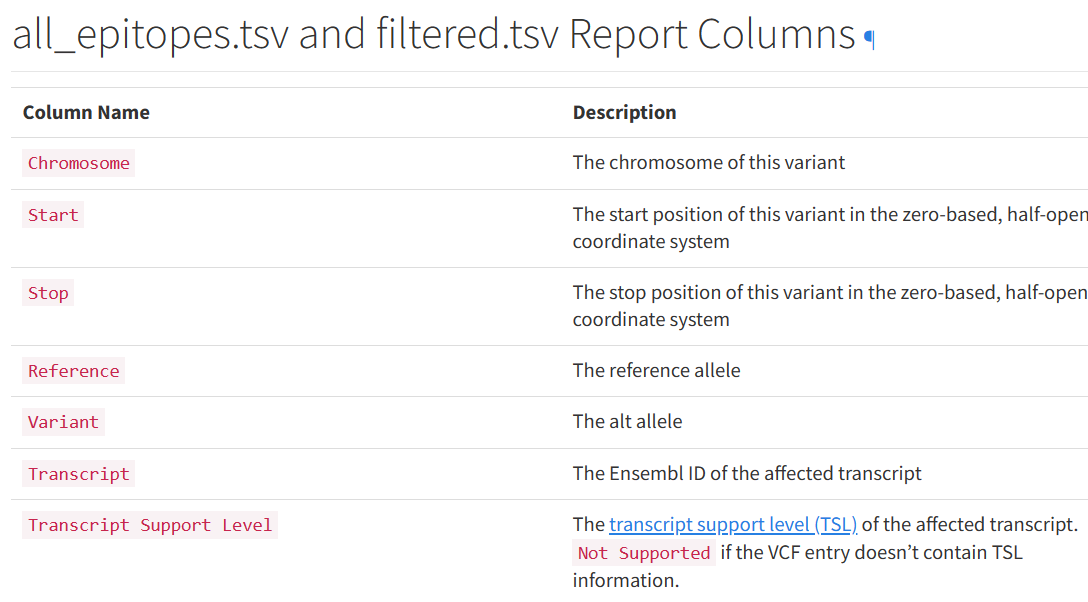 all_epitopes.tsv and filtered.tsv Report Columns ¶
Column Name Description
Chromosome The chromosome of this variant
Start The start position of this variant in the zero-based, half-open
coordinate system
Stop The stop position of this variant in the zero-based, half-open
coordinate system
Reference The reference allele
Variant The alt allele
Transcript The Ensembl ID of the affected transcript
Transcript Support Level The transcript support level (TSL) of the affected transcript.
Not Supported if the VCF entry doesn’t contain TSL
information.